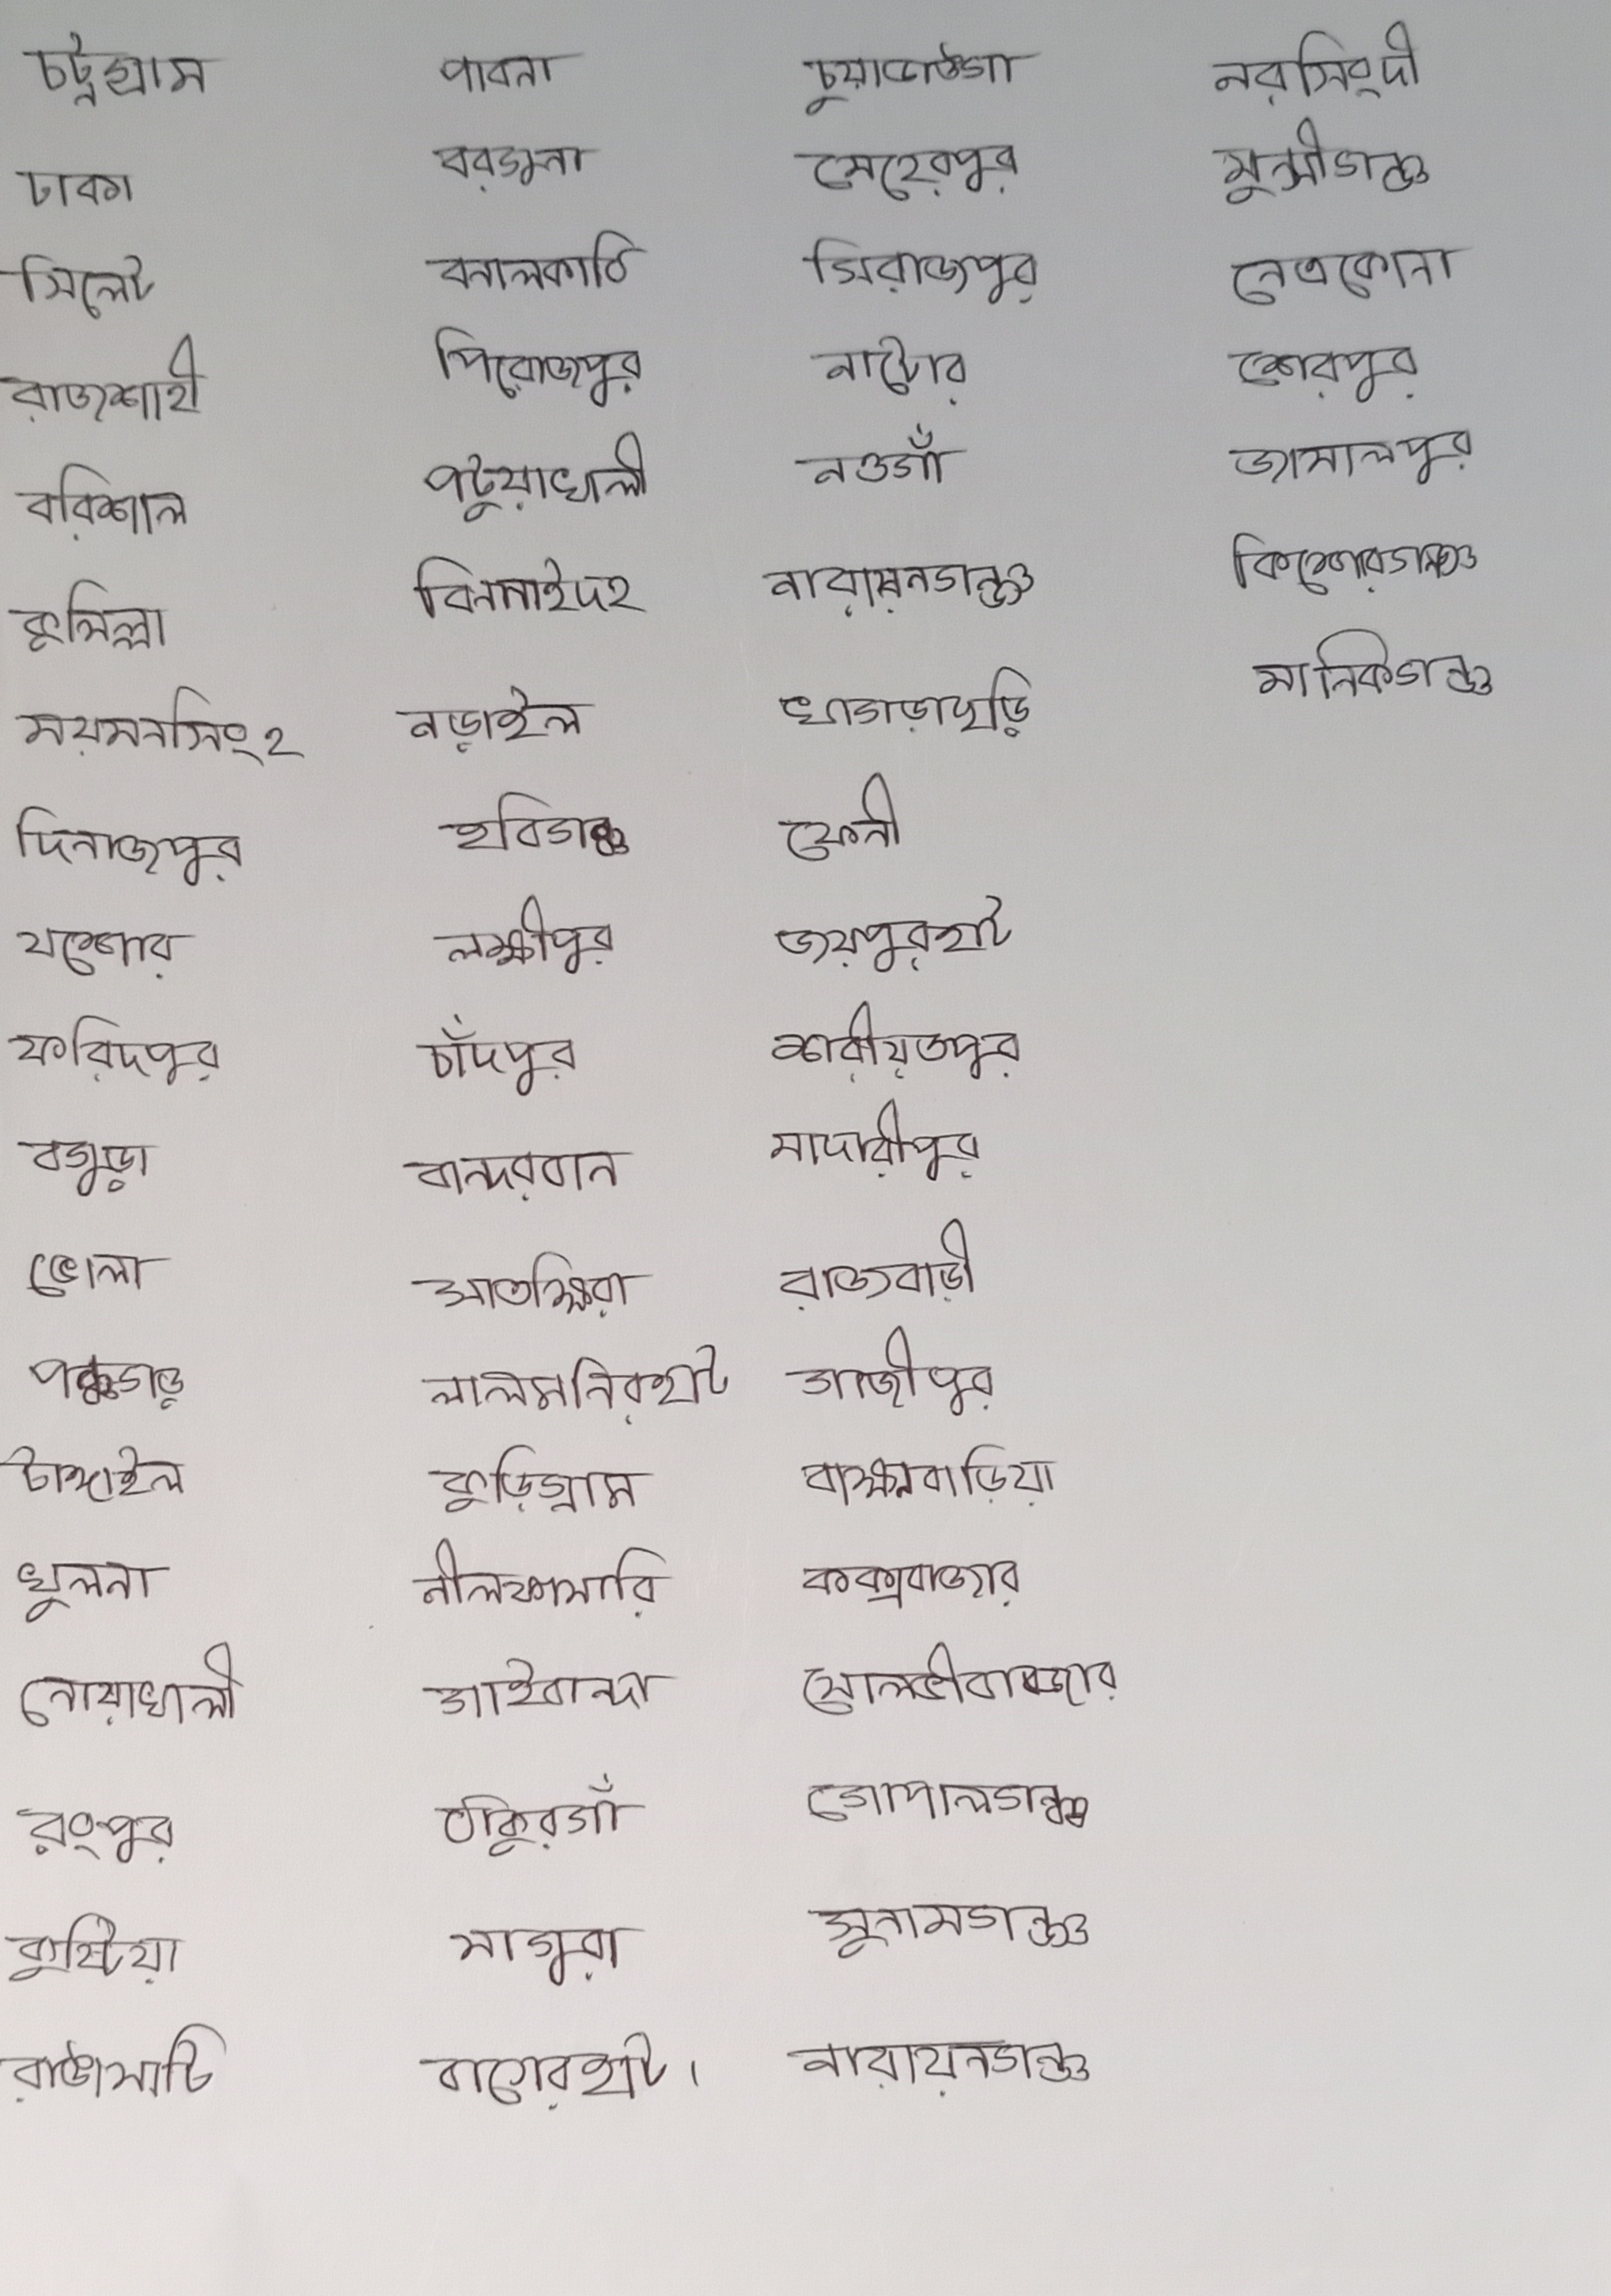 চট্টগ্রাম পাবনা চুয়াডাঙ্গা নরসিংদী
ঢাকা বরগুনা মেহেরপুর মুন্সীগঞ্জ
সিলেট ঝালকাঠি সিরাজপুর নেত্রকোনা
রাজশাহী পিরোজপুর নাটোর শেরপুর
বরিশাল পটুয়াখালী নওগাঁ জামালপুর
কুমিল্লা ঝিনাইদহ নারায়নগঞ্জ কিশোরগঞ্জ
ময়মনসিংহ নড়াইল খাগড়াছড়ি মানিকগঞ্জ
দিনাজপুর হবিগঞ্জ ফেনী
যশোর লক্ষীপুর জয়পুরহাট
ফরিদপুর চাঁদপুর শরীয়তপুর
বগুড়া বান্দরবান মাদারীপুর
ভোলা সাতক্ষিরা রাজবাড়ী
পঞ্চগড় লালমনিরহাট গাজীপুর
টাঙ্গাইল কুড়িগ্রাম বাহ্মনবাড়িয়া
খুলনা নীলফামারি কক্সবাজার
নোয়াখালী গাইবান্দা মোলভীবাজার
রংপুর ঠাকুরগাঁ গোপালগঞ্জ
কুষ্টিয়া মাগুরা সুনামগঞ্জ
রাঙামাটি বাগেরহাট। নারায়নগঞ্জ